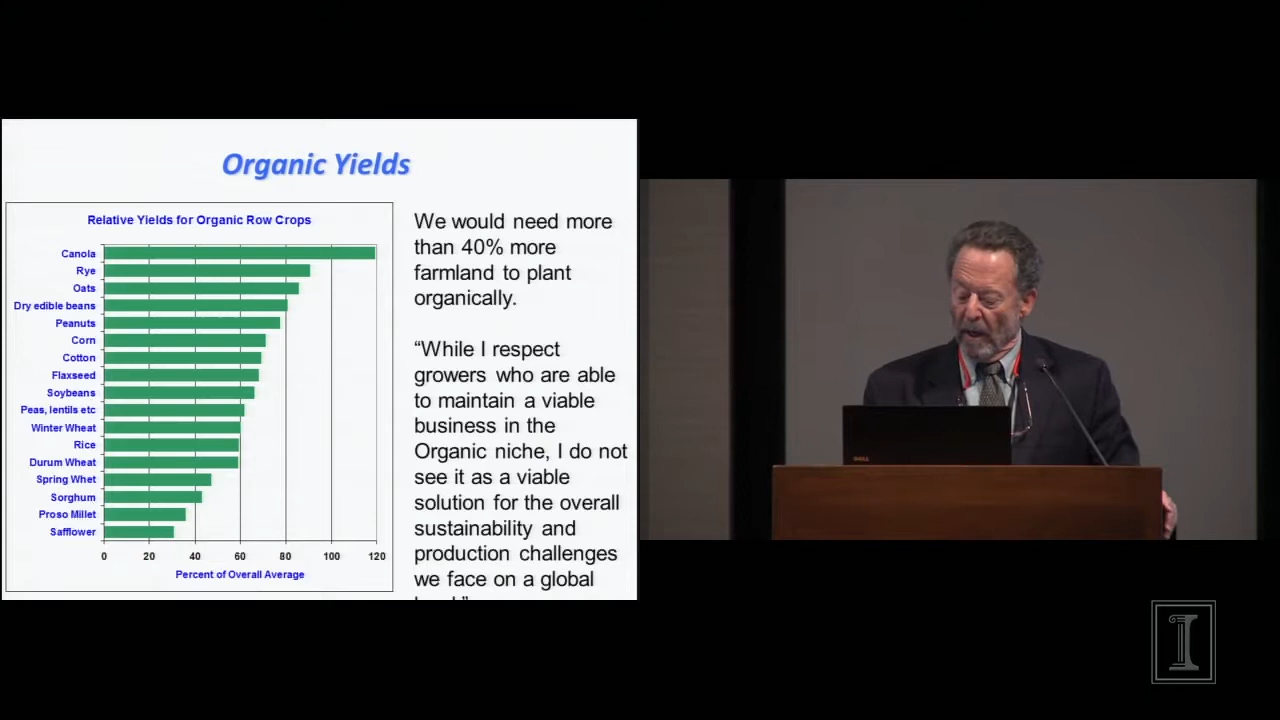 Organic Yields
Relative Yields for Organic Row Crops
Canola
Rye
Oats
Dry edible beans
Peanuts
Corn
Cotton
Flaxseed
Soybeans
Peas, lentils etc
Winter Wheat
Rice
Durum Wheat
Spring Whet
Sorghum
Proso Millet
Safflower
0 20 40 60 80 100 120
Percent of Overall Average
We would need more
than 40% more
farmland to plant
organically.
“While I respect
growers who are able
to maintain a viable
business in the
Organic niche, I do not
see it as a viable
solution for the overall
sustainability and
production challenges
we face on a global
DELL
I